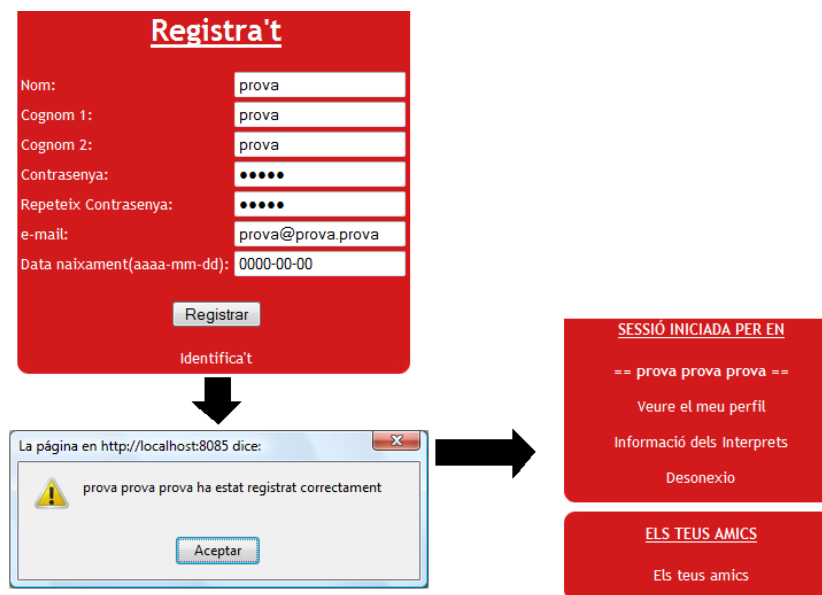 Registra't
Nom: prova
Cognom 1: prova
Cognom 2: prova
Contrasenya: •••••
Repeteix Contrasenya: •••••
e-mail: prova@prova.prova
Data naixament(aaaa-mm-dd): 0000-00-00
Registrar
Identifica't
La página en http://localhost:8085 dice:
prova prova prova ha estat registrat correctament
Aceptar
SESSIÓ INICIADA PER EN
== prova prova prova ==
Veure el meu perfil
Informació dels Interprets
Desonexio
ELS TEUS AMICS
Els teus amics